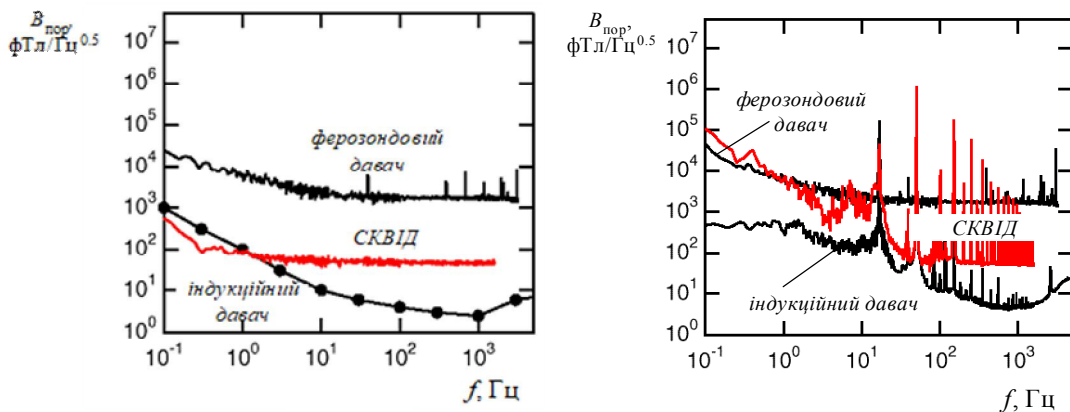 B пор,
фТл/Гц 0.5
10^7
10^6
10^5
10^4
10^3
10^2
10^1
10^0
ферозондовий
давач
СКВІД
індукційний
давач
10^-1 10^0 10^1 10^2 10^3
f, Гц
B пор,
фТл/Гц 0.5
10^7
10^6
10^5
10^4
10^3
10^2
10^1
10^0
ферозондовий
давач
СКВІД
індукційний давач
10^-1 10^0 10^1 10^2 10^3
f, Гц